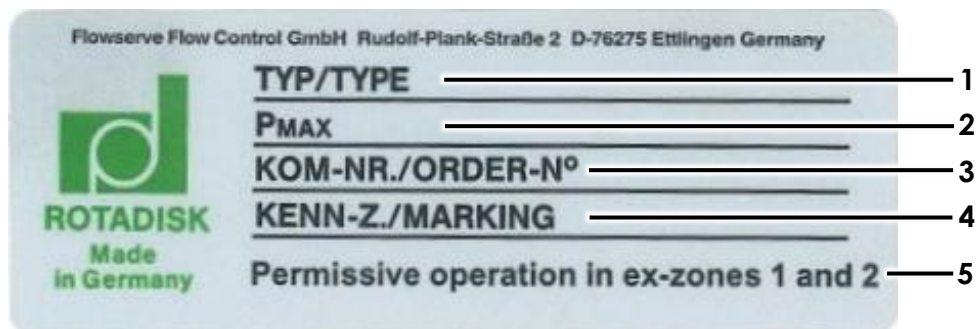 Flowserve Flow Control GmbH Rudolf-Plank-Straße 2 D-76275 Ettlingen Germany
TYP/TYPE 1
PMAX 2
KOM-NR./ORDER-Nº 3
KENN-Z./MARKING 4
ROTADISK
Made
in Germany
Permissive operation in ex-zones 1 and 2 5